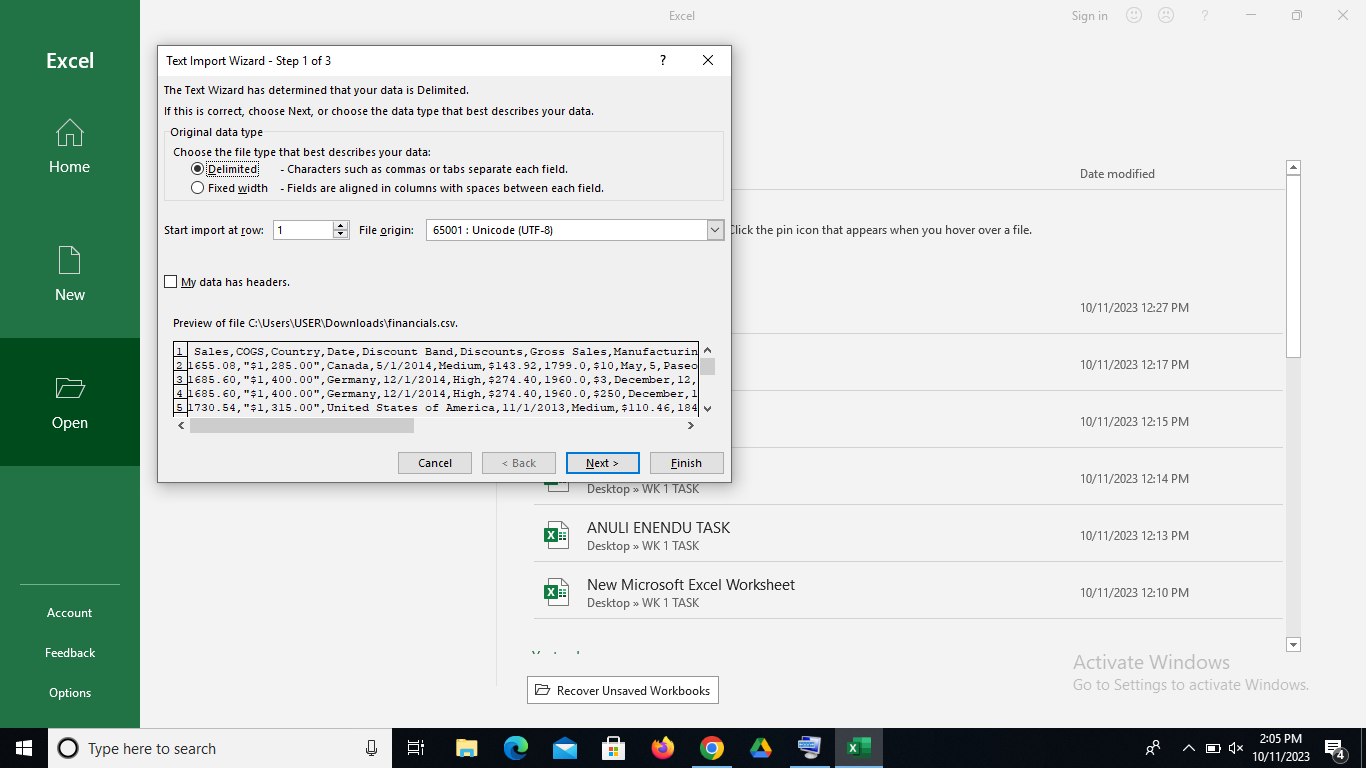 Excel
Sign in
?
Excel
Home
New
Open
Account
Feedback
Options
Text Import Wizard - Step 1 of 3
?
The Text Wizard has determined that your data is Delimited.
If this is correct, choose Next, or choose the data type that best describes your data.
Original data type
Choose the file type that best describes your data:
Delimited - Characters such as commas or tabs separate each field.
Fixed width - Fields are aligned in columns with spaces between each field.
Start import at row: 1 File origin: 65001 : Unicode (UTF-8)
My data has headers.
Preview of file C:\Users\USER\Downloads\financials.csv.
1 Sales,COGS,Country,Date,Discount Band,Discounts,Gross Sales,Manufacturin
2 1655.08,"$1,285.00",Canada,5/1/2014,Medium,$143.92,1799.0,$10,May,5,Paseo
3 1685.60,"$1,400.00",Germany,12/1/2014,High,$274.40,1960.0,$3,December,12,
4 1685.60,"$1,400.00",Germany,12/1/2014,High,$274.40,1960.0,$250,December,1
5 1730.54,"$1,315.00",United States of America,11/1/2013,Medium,$110.46,184
Cancel < Back Next > Finish
Date modified
Click the pin icon that appears when you hover over a file.
10/11/2023 12:27 PM
10/11/2023 12:17 PM
10/11/2023 12:15 PM
Desktop » WK 1 TASK 10/11/2023 12:14 PM
ANULI ENENDU TASK
Desktop » WK 1 TASK 10/11/2023 12:13 PM
New Microsoft Excel Worksheet
Desktop » WK 1 TASK 10/11/2023 12:10 PM
Recover Unsaved Workbooks
Activate Windows
Go to Settings to activate Windows.
Type here to search
2:05 PM
10/11/2023
4